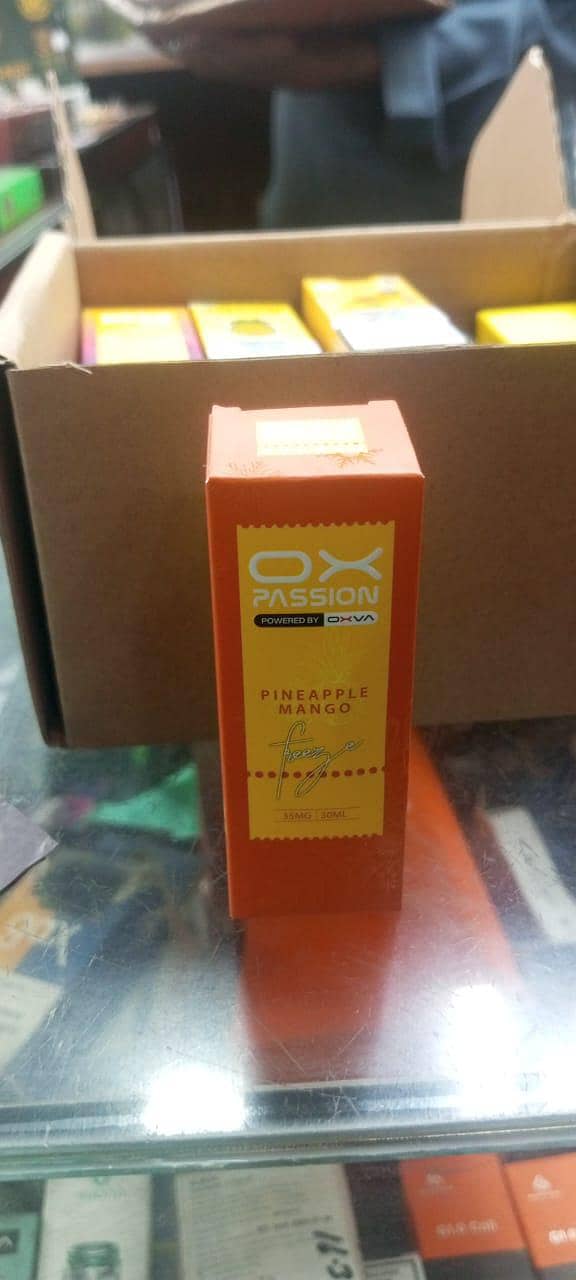 OX
PASSION
POWERED BY OXVA
PINEAPPLE
MANGO
freeze
35MG | 30ML